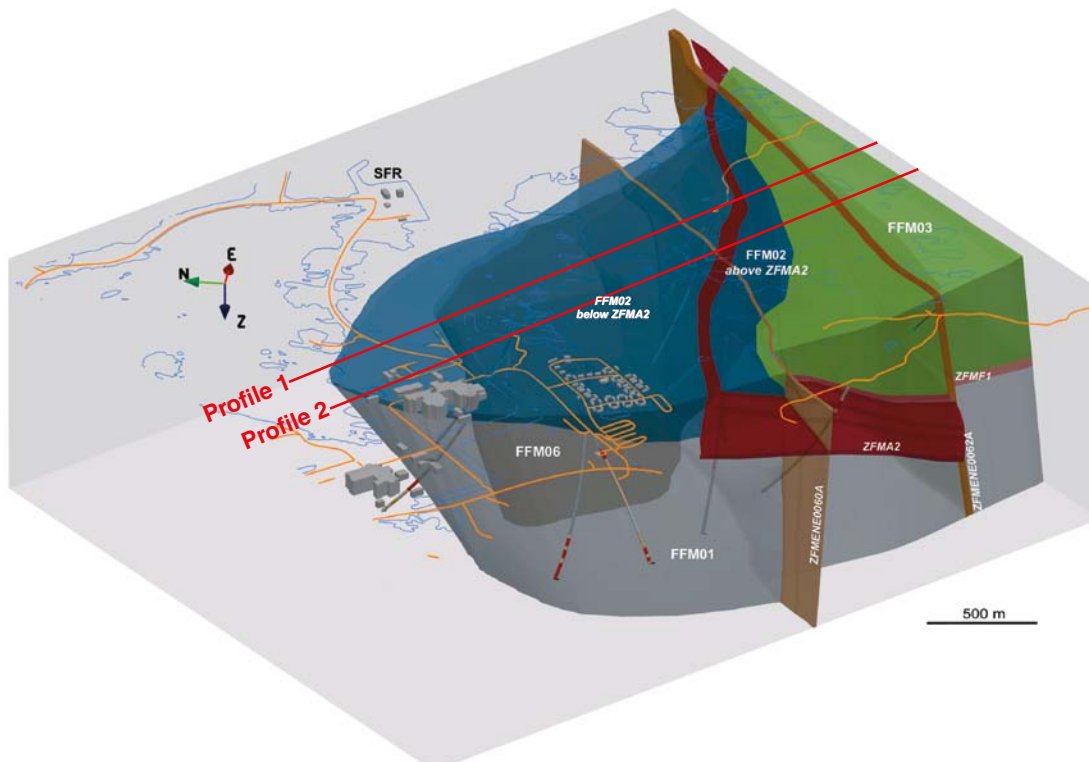 SFR
E
N
Z
FFM03
FFM02
above ZFMA2
FFM02
below ZFMA2
Profile 1
Profile 2
ZFMF1
ZFMA2
FFM06
FFM01
ZFMENE0060A
ZFMENE0062A
500 m